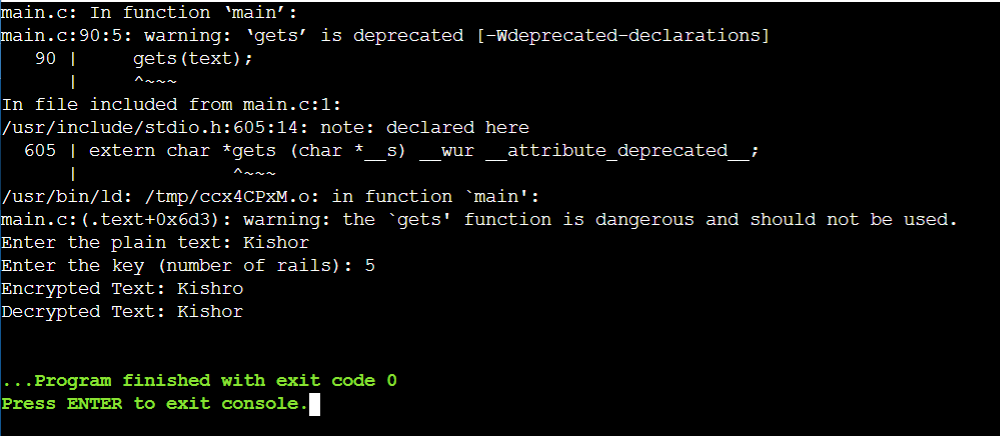 main.c: In function ‘main’:
main.c:90:5: warning: ‘gets’ is deprecated [-Wdeprecated-declarations]
   90 |     gets(text);
      |     ^~~~
In file included from main.c:1:
/usr/include/stdio.h:605:14: note: declared here
  605 | extern char *gets (char *__s) __wur __attribute_deprecated__;
      |              ^~~~
/usr/bin/ld: /tmp/ccx4CPxM.o: in function `main':
main.c:(.text+0x6d3): warning: the `gets' function is dangerous and should not be used.
Enter the plain text: Kishor
Enter the key (number of rails): 5
Encrypted Text: Kishro
Decrypted Text: Kishor
...Program finished with exit code 0
Press ENTER to exit console.